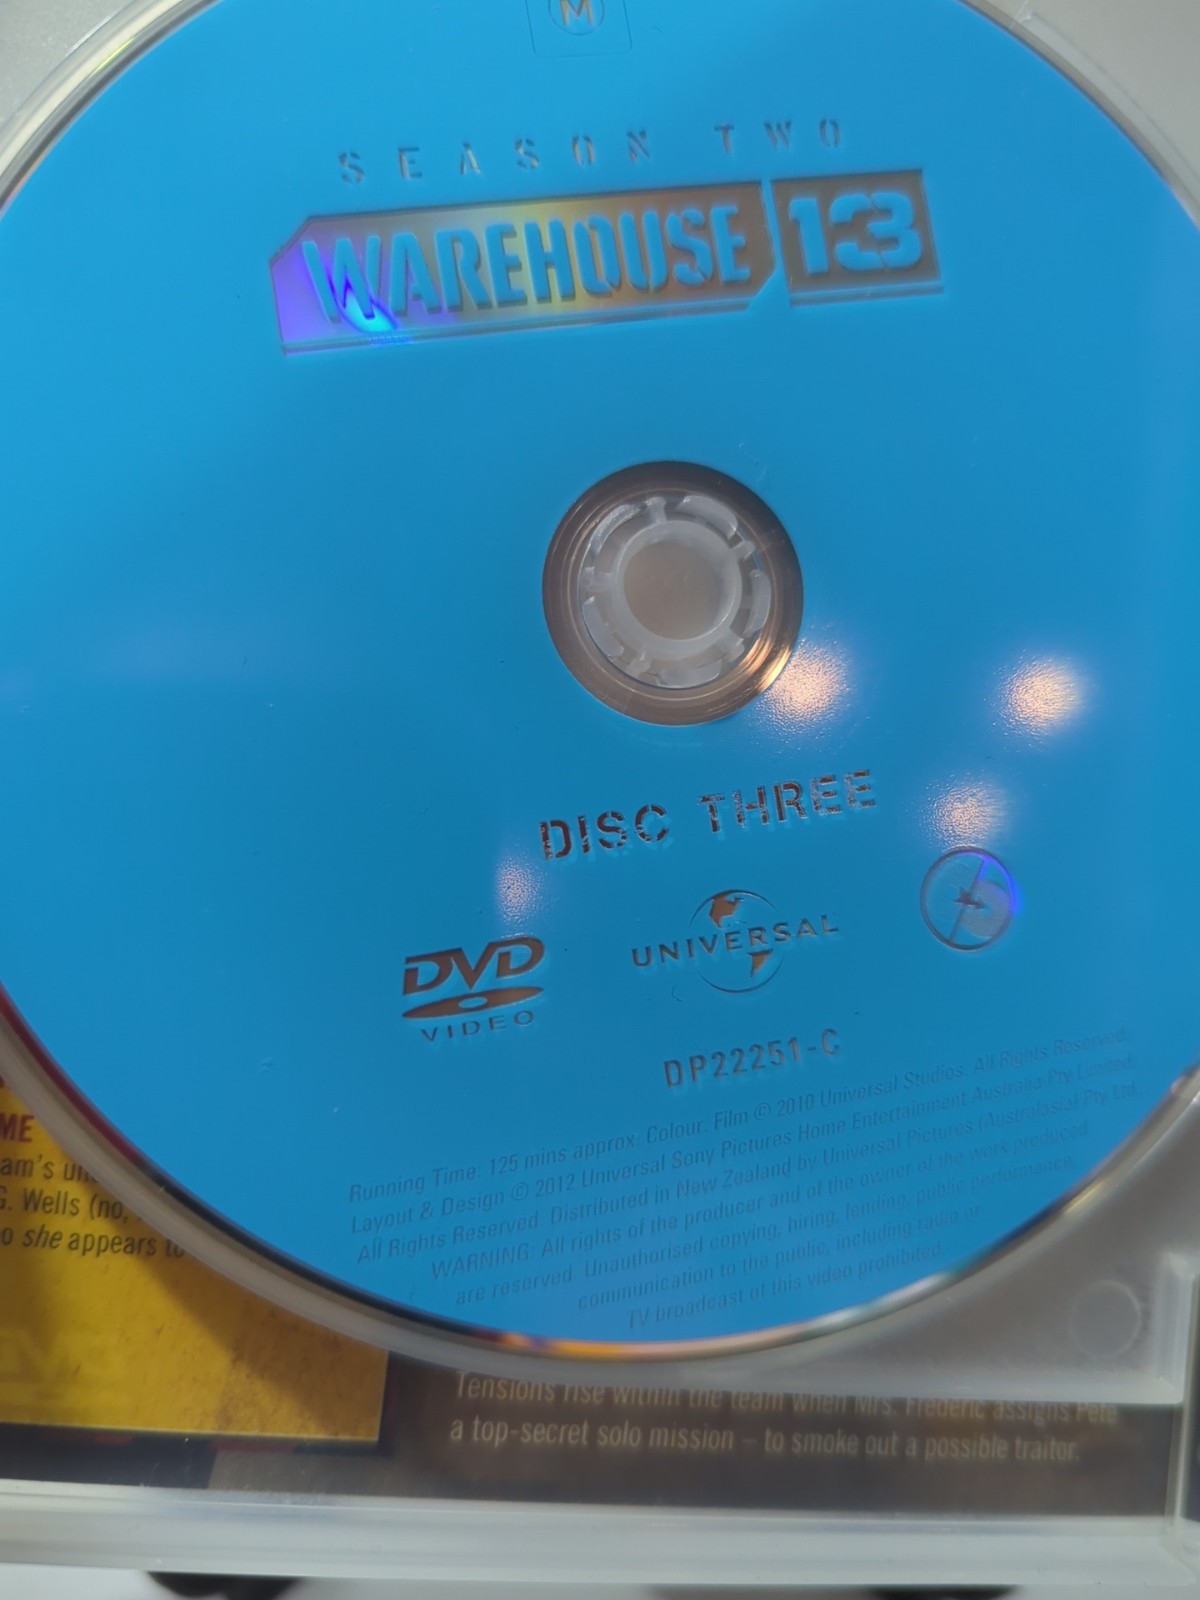 M
SEASON TWO
WAREHOUSE 13
DISC THREE
DVD
VIDEO
UNIVERSAL
DP22251-C
Running Time: 125 mins approx. Colour. Film © 2010 Universal Studios. All Rights Reserved.
Layout & Design © 2012 Universal Sony Pictures Home Entertainment Australia Pty Limited.
All Rights Reserved. Distributed in New Zealand by Universal Pictures (Australasia) Pty Ltd.
WARNING: All rights of the producer and of the owner of the work produced
are reserved. Unauthorised copying, hiring, lending, public performance,
communication to the public, including radio or
TV broadcast of this video prohibited.
ME
am's
G. Wells (no,
o she appears to
Tensions rise within the team when Mrs. Frederic assigns Pete
a top-secret solo mission – to smoke out a possible traitor.